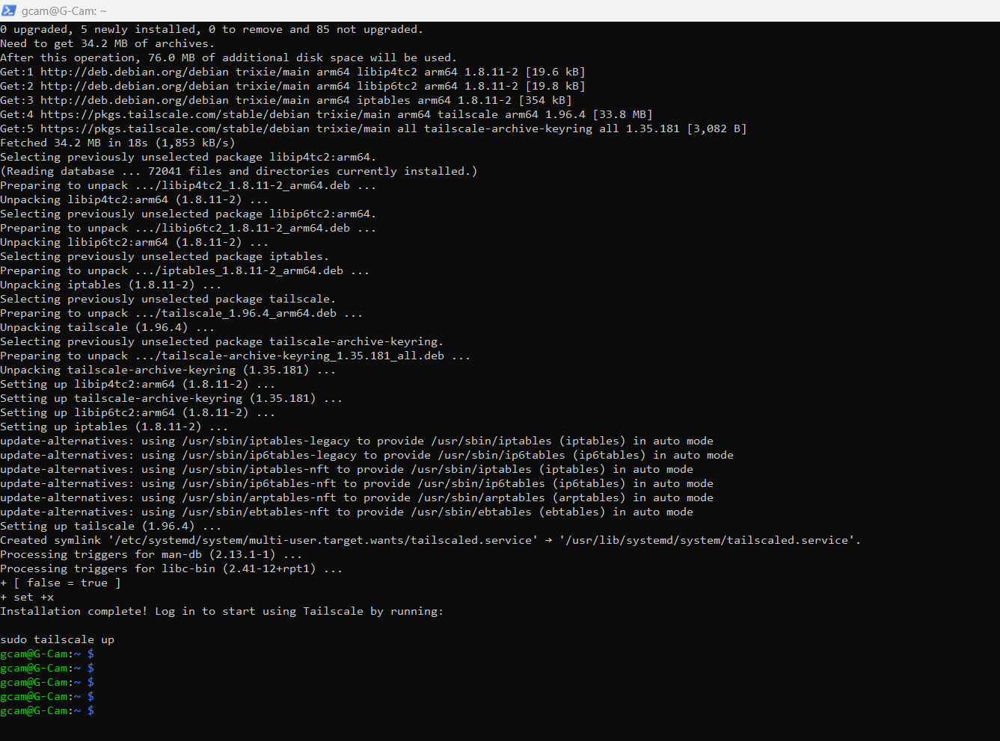 gcam@G-Cam: ~
0 upgraded, 5 newly installed, 0 to remove and 85 not upgraded.
Need to get 34.2 MB of archives.
After this operation, 76.0 MB of additional disk space will be used.
Get:1 http://deb.debian.org/debian trixie/main arm64 libip4tc2 arm64 1.8.11-2 [19.6 kB]
Get:2 http://deb.debian.org/debian trixie/main arm64 libip6tc2 arm64 1.8.11-2 [19.8 kB]
Get:3 http://deb.debian.org/debian trixie/main arm64 iptables arm64 1.8.11-2 [354 kB]
Get:4 https://pkgs.tailscale.com/stable/debian trixie/main arm64 tailscale arm64 1.96.4 [33.8 MB]
Get:5 https://pkgs.tailscale.com/stable/debian trixie/main all tailscale-archive-keyring all 1.35.181 [3,082 B]
Fetched 34.2 MB in 18s (1,853 kB/s)
Selecting previously unselected package libip4tc2:arm64.
(Reading database ... 72041 files and directories currently installed.)
Preparing to unpack .../libip4tc2_1.8.11-2_arm64.deb ...
Unpacking libip4tc2:arm64 (1.8.11-2) ...
Selecting previously unselected package libip6tc2:arm64.
Preparing to unpack .../libip6tc2_1.8.11-2_arm64.deb ...
Unpacking libip6tc2:arm64 (1.8.11-2) ...
Selecting previously unselected package iptables.
Preparing to unpack .../iptables_1.8.11-2_arm64.deb ...
Unpacking iptables (1.8.11-2) ...
Selecting previously unselected package tailscale.
Preparing to unpack .../tailscale_1.96.4_arm64.deb ...
Unpacking tailscale (1.96.4) ...
Selecting previously unselected package tailscale-archive-keyring.
Preparing to unpack .../tailscale-archive-keyring_1.35.181_all.deb ...
Unpacking tailscale-archive-keyring (1.35.181) ...
Setting up libip4tc2:arm64 (1.8.11-2) ...
Setting up tailscale-archive-keyring (1.35.181) ...
Setting up libip6tc2:arm64 (1.8.11-2) ...
Setting up iptables (1.8.11-2) ...
update-alternatives: using /usr/sbin/iptables-legacy to provide /usr/sbin/iptables (iptables) in auto mode
update-alternatives: using /usr/sbin/ip6tables-legacy to provide /usr/sbin/ip6tables (ip6tables) in auto mode
update-alternatives: using /usr/sbin/iptables-nft to provide /usr/sbin/iptables (iptables) in auto mode
update-alternatives: using /usr/sbin/ip6tables-nft to provide /usr/sbin/ip6tables (ip6tables) in auto mode
update-alternatives: using /usr/sbin/arptables-nft to provide /usr/sbin/arptables (arptables) in auto mode
update-alternatives: using /usr/sbin/ebtables-nft to provide /usr/sbin/ebtables (ebtables) in auto mode
Setting up tailscale (1.96.4) ...
Created symlink '/etc/systemd/system/multi-user.target.wants/tailscaled.service' → '/usr/lib/systemd/system/tailscaled.service'.
Processing triggers for man-db (2.13.1-1) ...
Processing triggers for libc-bin (2.41-12+rpt1) ...
+ [ false = true ]
+ set +x
Installation complete! Log in to start using Tailscale by running:
sudo tailscale up
gcam@G-Cam:~ $
gcam@G-Cam:~ $
gcam@G-Cam:~ $
gcam@G-Cam:~ $
gcam@G-Cam:~ $